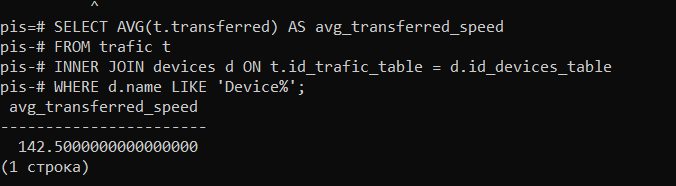 ^
pis=# SELECT AVG(t.transferred) AS avg_transferred_speed
pis-# FROM trafic t
pis-# INNER JOIN devices d ON t.id_trafic_table = d.id_devices_table
pis-# WHERE d.name LIKE 'Device%';
avg_transferred_speed
-----------------------
142.5000000000000000
(1 строка)